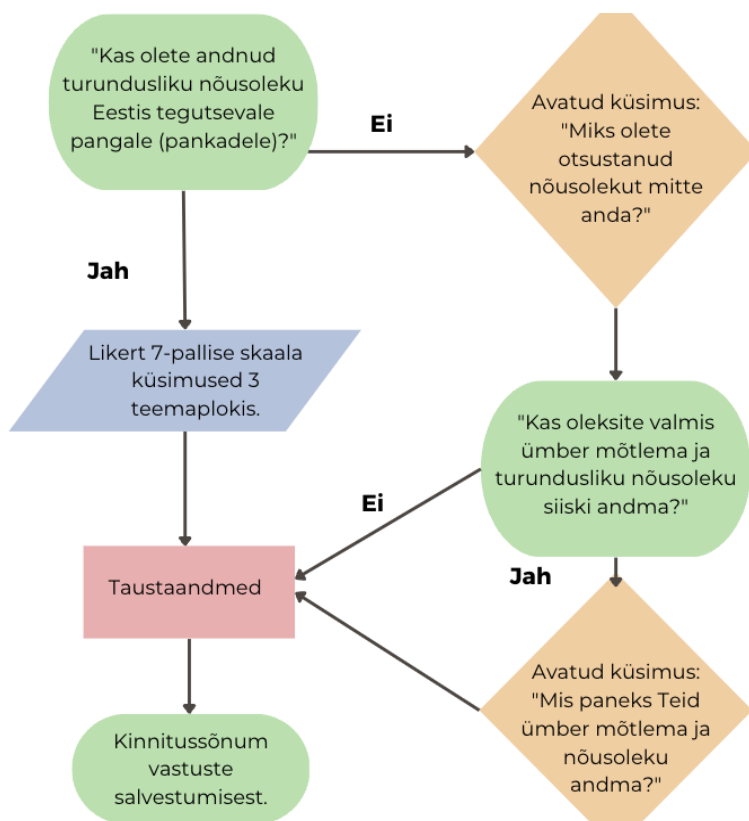 "Kas olete andnud
turundusliku nõusoleku
Eestis tegutsevale
pangale (pankadele)?"
Ei
Avatud küsimus:
"Miks olete
otsustanud
nõusolekut mitte
anda?"
Jah
Likert 7-pallise skaala
küsimused 3
teemaplokis.
"Kas oleksite valmis
ümber mõtlema ja
turundusliku nõusoleku
siiski andma?"
Ei
Jah
Taustaandmed
Avatud küsimus:
"Mis paneks Teid
ümber mõtlema ja
nõusoleku
andma?"
Kinnitussõnum
vastuste
salvestumisest.